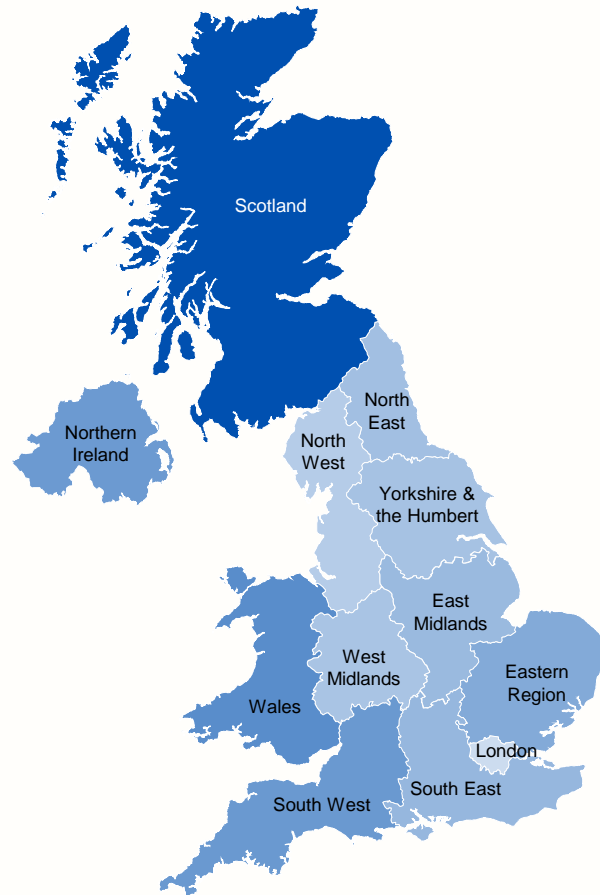 Scotland
North
East
Northern
Ireland
North
West
Yorkshire &
the Humbert
East
Midlands
West
Midlands
Eastern
Region
Wales
London
South East
South West